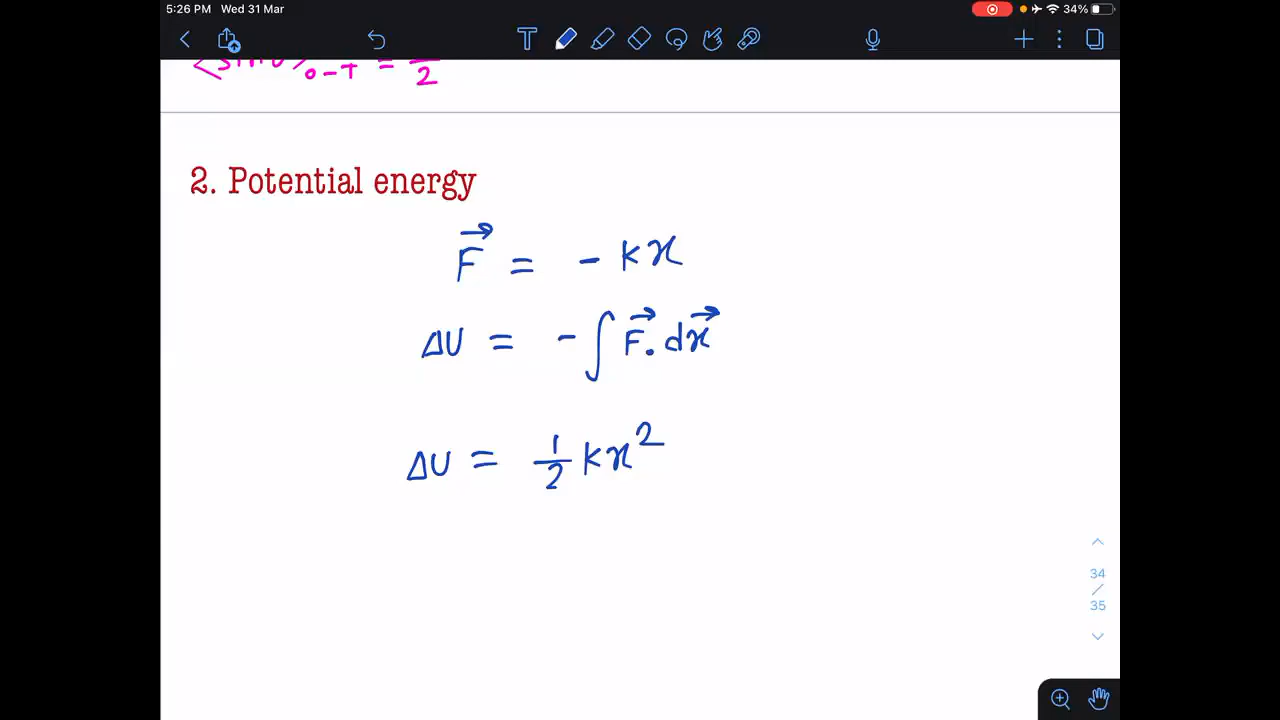 5:26 PM Wed 31 Mar 34%
= 2
2. Potential energy
F⃗ = - kx
ΔU = - ∫ F⃗ . dx⃗
ΔU = 1/2 kx²
34
/
35